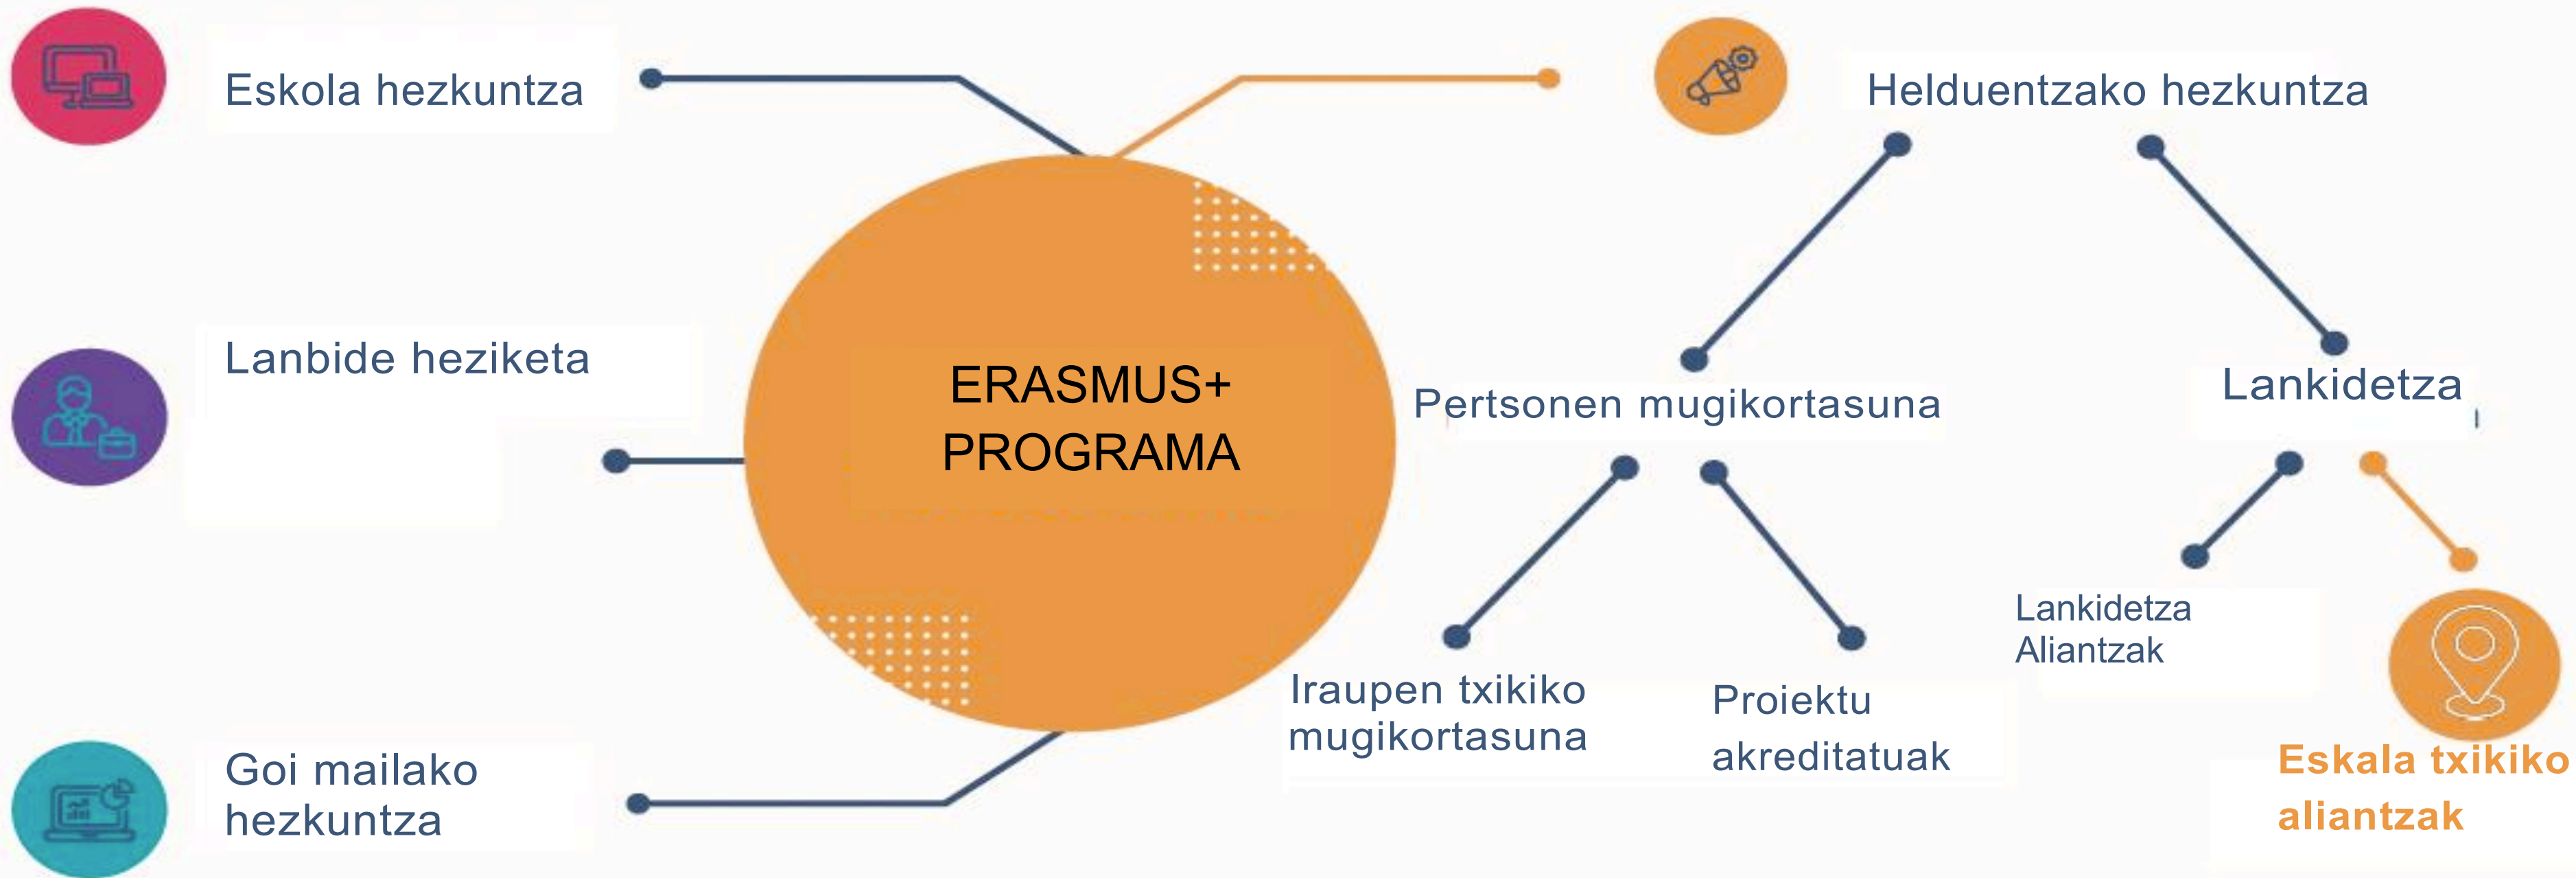 Eskola hezkuntza
Helduentzako hezkuntza
Lanbide heziketa
ERASMUS+
PROGRAMA
Pertsonen mugikortasuna
Lankidetza
Lankidetza
Aliantzak
Iraupen txikiko
mugikortasuna
Proiektu
akreditatuak
Goi mailako
hezkuntza
Eskala txikiko
aliantzak